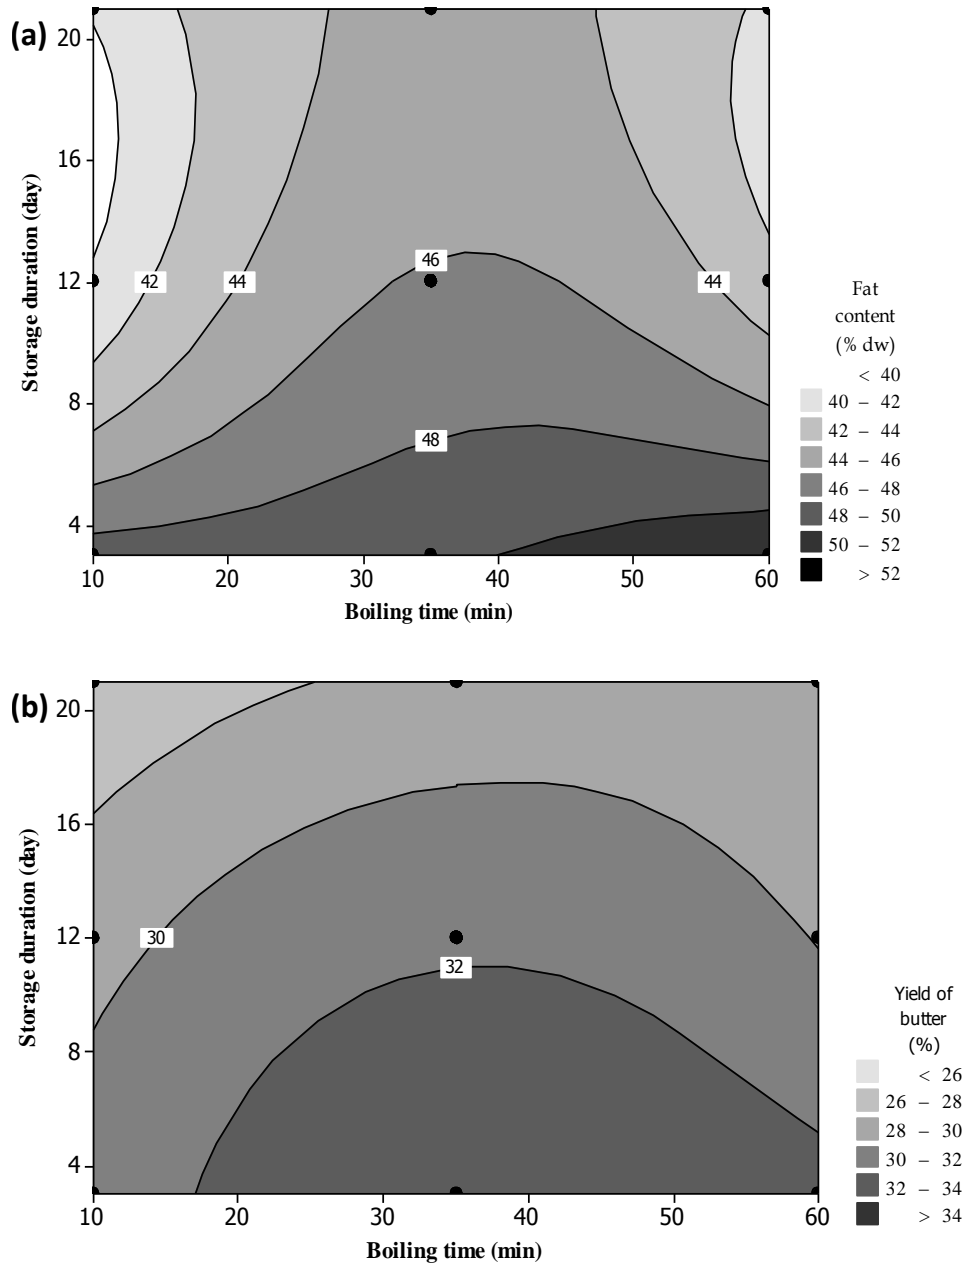 (a)
20
16
12
8
4
Storage duration (day)
46
42
44
44
48
10
20
30
40
50
60
Boiling time (min)
Fat
content
(% dw)
< 40
40 – 42
42 – 44
44 – 46
46 – 48
48 – 50
50 – 52
> 52
(b)
20
16
12
8
4
Storage duration (day)
30
32
10
20
30
40
50
60
Boiling time (min)
Yield of
butter
(%)
< 26
26 – 28
28 – 30
30 – 32
32 – 34
> 34